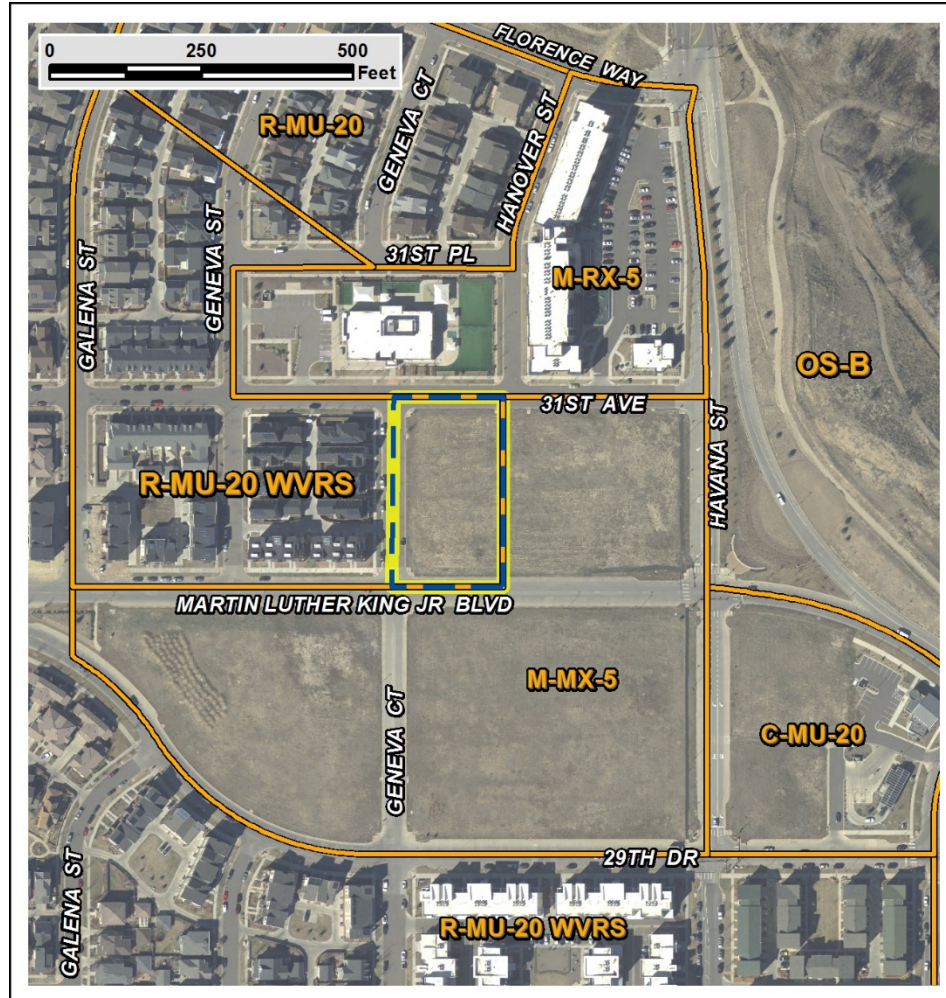 0 250 500
Feet
FLORENCE WAY
R-MU-20
GENEVA CT
HANOVER ST
GALENA ST
GENEVA ST
31ST PL
M-RX-5
OS-B
31ST AVE
R-MU-20 WVRS
HAVANA ST
MARTIN LUTHER KING JR BLVD
M-MX-5
C-MU-20
GENEVA CT
29TH DR
GALENA ST
R-MU-20 WVRS